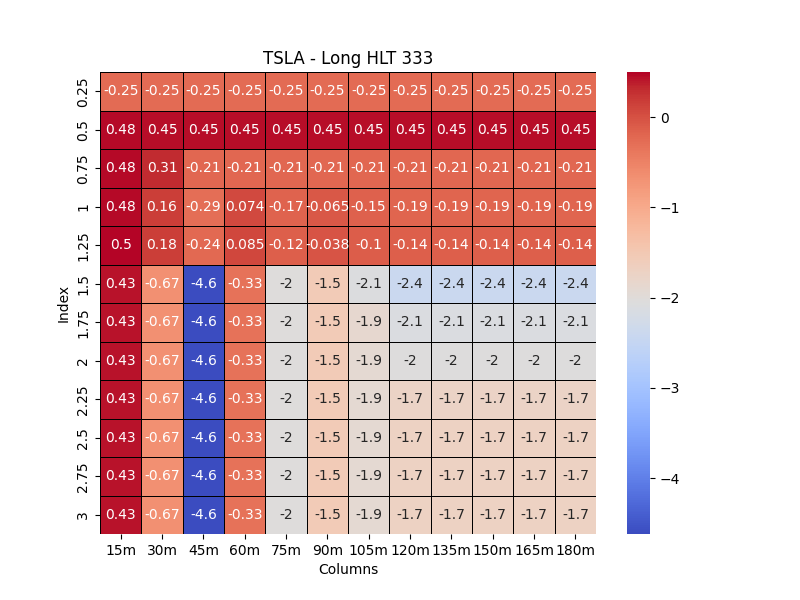 TSLA - Long HLT 333
0.25 -0.25 -0.25 -0.25 -0.25 -0.25 -0.25 -0.25 -0.25 -0.25 -0.25 -0.25 -0.25
0.5 0.48 0.45 0.45 0.45 0.45 0.45 0.45 0.45 0.45 0.45 0.45 0.45
0.75 0.48 0.31 -0.21 -0.21 -0.21 -0.21 -0.21 -0.21 -0.21 -0.21 -0.21 -0.21
1 0.48 0.16 -0.29 0.074 -0.17 -0.065 -0.15 -0.19 -0.19 -0.19 -0.19 -0.19
1.25 0.5 0.18 -0.24 0.085 -0.12 -0.038 -0.1 -0.14 -0.14 -0.14 -0.14 -0.14
1.5 0.43 -0.67 -4.6 -0.33 -2 -1.5 -2.1 -2.4 -2.4 -2.4 -2.4 -2.4
1.75 0.43 -0.67 -4.6 -0.33 -2 -1.5 -1.9 -2.1 -2.1 -2.1 -2.1 -2.1
2 0.43 -0.67 -4.6 -0.33 -2 -1.5 -1.9 -2 -2 -2 -2 -2
2.25 0.43 -0.67 -4.6 -0.33 -2 -1.5 -1.9 -1.7 -1.7 -1.7 -1.7 -1.7
2.5 0.43 -0.67 -4.6 -0.33 -2 -1.5 -1.9 -1.7 -1.7 -1.7 -1.7 -1.7
2.75 0.43 -0.67 -4.6 -0.33 -2 -1.5 -1.9 -1.7 -1.7 -1.7 -1.7 -1.7
3 0.43 -0.67 -4.6 -0.33 -2 -1.5 -1.9 -1.7 -1.7 -1.7 -1.7 -1.7
15m 30m 45m 60m 75m 90m 105m 120m 135m 150m 165m 180m
Columns
Index
0
−1
−2
−3
−4